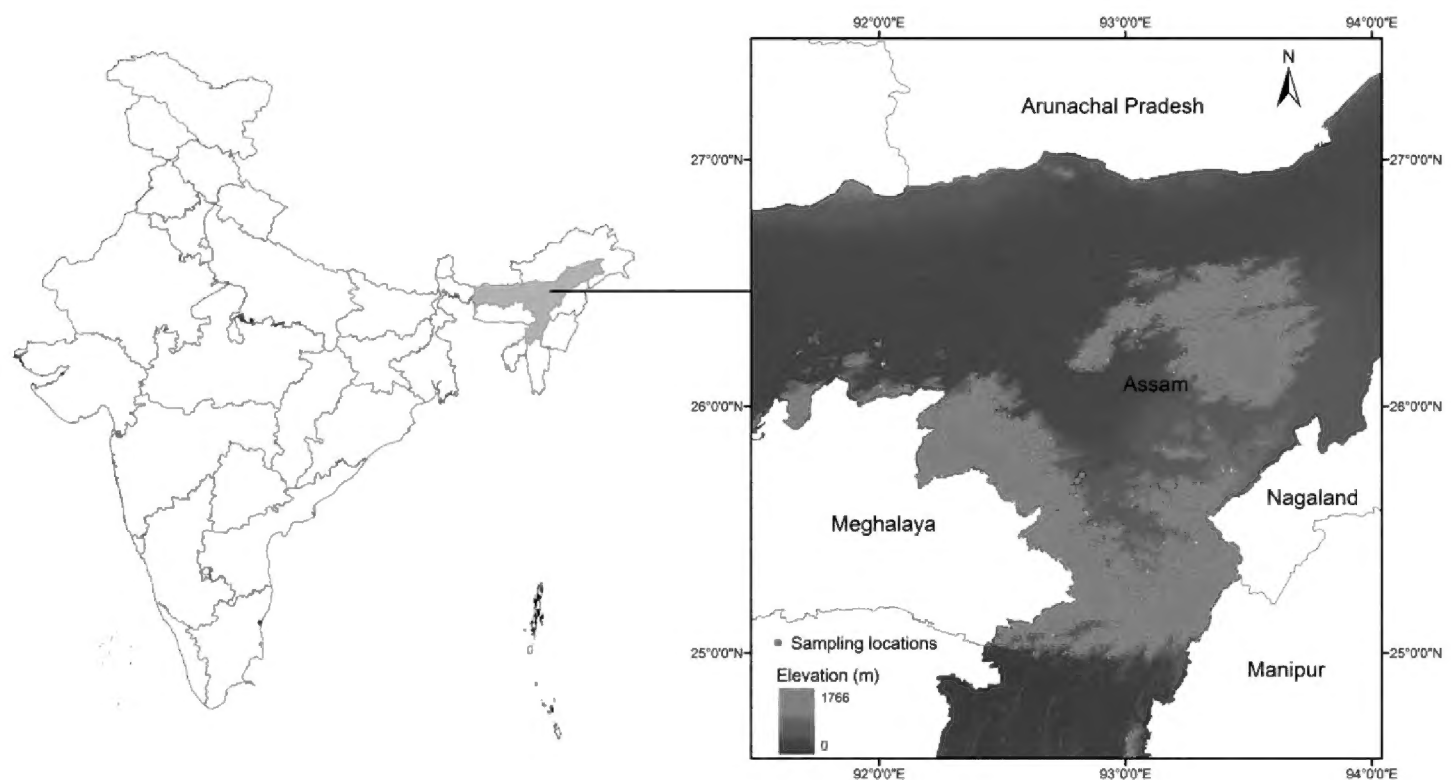 92°0'0"E 93°0'0"E 94°0'0"E
N
Arunachal Pradesh
27°0'0"N 27°0'0"N
Assam
26°0'0"N 26°0'0"N
Nagaland
Meghalaya
Sampling locations
25°0'0"N 25°0'0"N
Elevation (m)
Manipur
1766
0
92°0'0"E 93°0'0"E 94°0'0"E